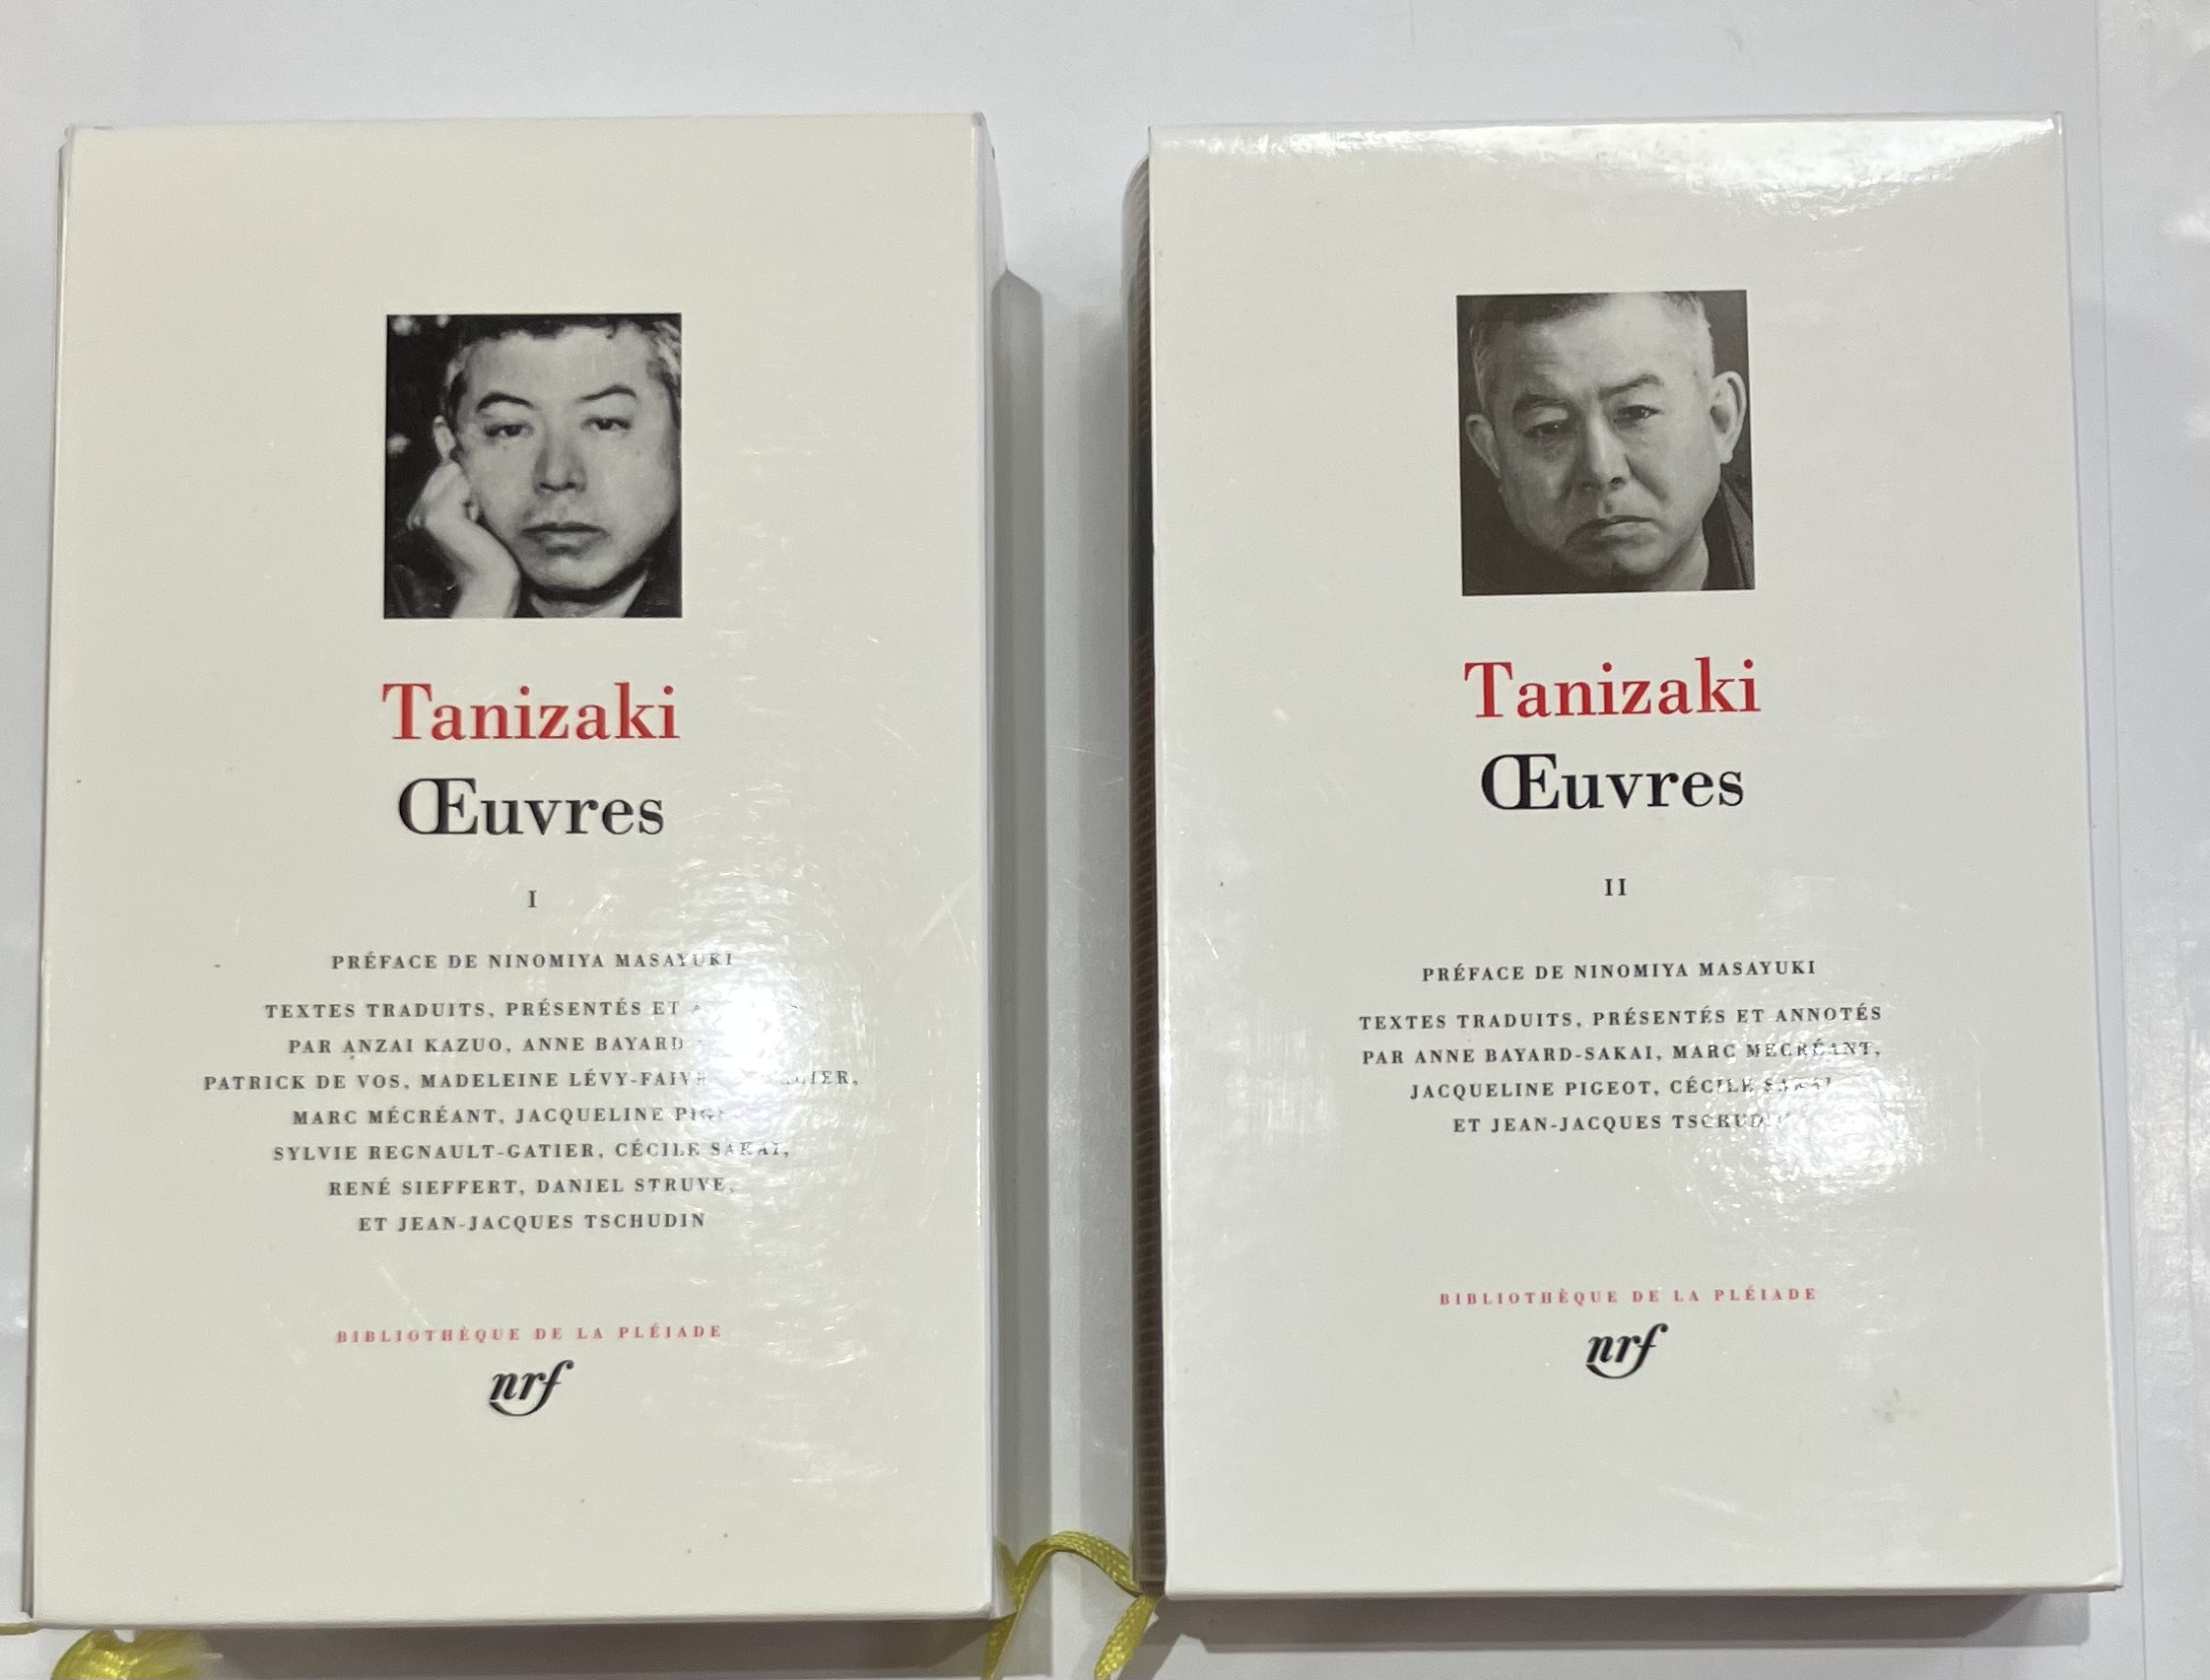 Tanizaki
Œuvres
I
PRÉFACE DE NINOMIYA MASAYUKI
TEXTES TRADUITS, PRÉSENTÉS ET
PAR ANZAI KAZUO, ANNE BAYARD
PATRICK DE VOS, MADELEINE
MARC MÉCRÉANT, JACQUELINE
SYLVIE REGNAULT-GATIER, CÉCILE SAKAI,
RENÉ SIEFFERT, DANIEL STRUVE,
ET JEAN-JACQUES TSCHUDIN
BIBLIOTHÈQUE DE LA PLÉIADE
nrf
Tanizaki
Œuvres
II
PRÉFACE DE NINOMIYA MASAYUKI
TEXTES TRADUITS, PRÉSENTÉS ET ANNOTÉS
PAR ANNE BAYARD-SAKAI, MARC MÉCRÉANT,
JACQUELINE PIGEOT, CÉCILE SAKAI
ET JEAN-JACQUES
BIBLIOTHÈQUE DE LA PLÉIADE
nrf